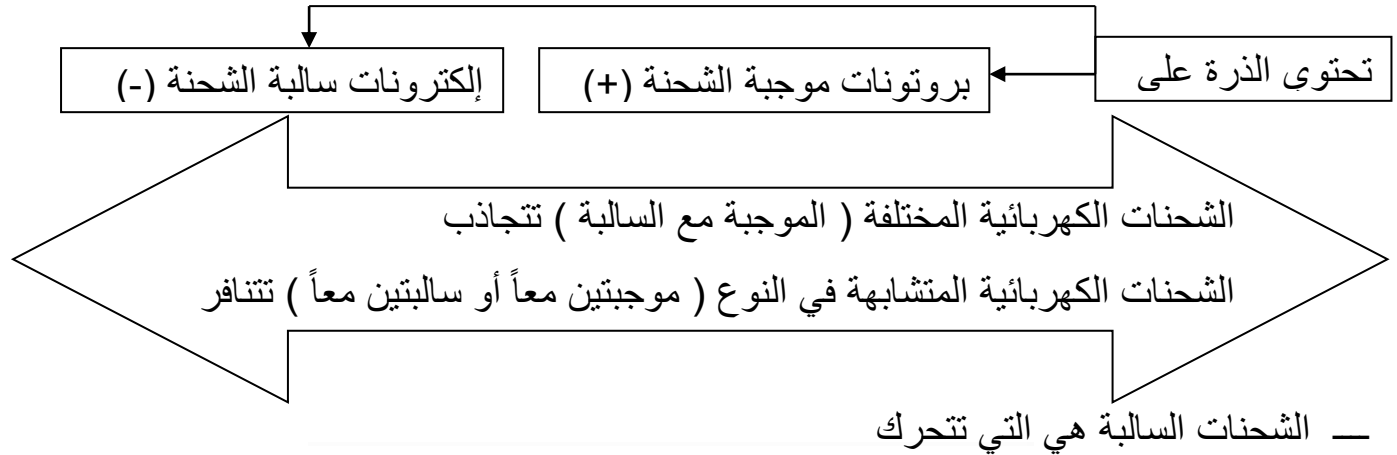 تحتوى الذرة على
بروتونات موجبة الشحنة (+)
إلكترونات سالبة الشحنة (-)
الشحنات الكهربائية المختلفة ( الموجبة مع السالبة ) تتجاذب
الشحنات الكهربائية المتشابهة في النوع ( موجبتين معاً أو سالبتين معاً ) تتنافر
__ الشحنات السالبة هي التي تتحرك